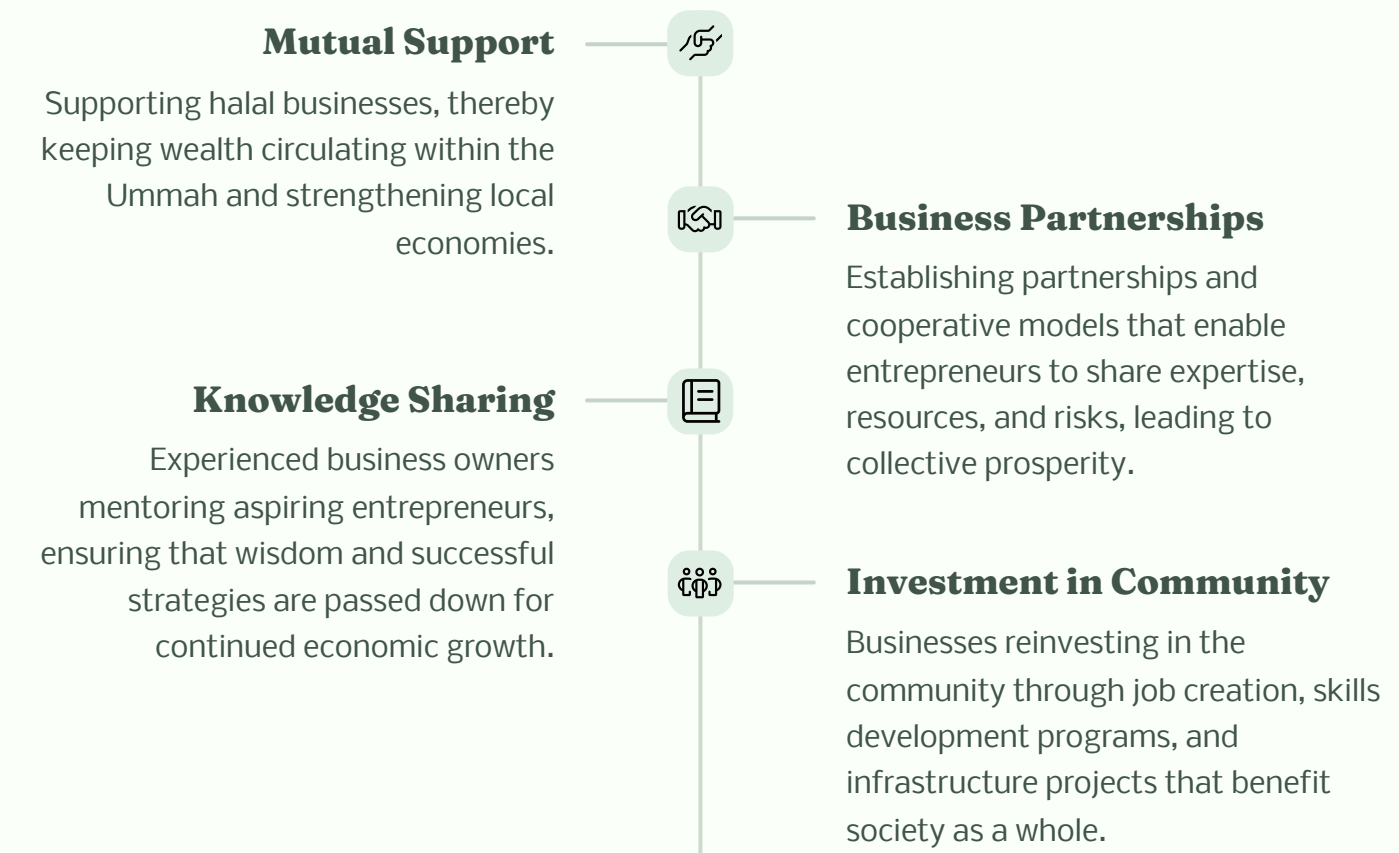 Mutual Support
Supporting halal businesses, thereby
keeping wealth circulating within the
Ummah and strengthening local
economies.
Business Partnerships
Establishing partnerships and
cooperative models that enable
entrepreneurs to share expertise,
resources, and risks, leading to
collective prosperity.
Knowledge Sharing
Experienced business owners
mentoring aspiring entrepreneurs,
ensuring that wisdom and successful
strategies are passed down for
continued economic growth.
Investment in Community
Businesses reinvesting in the
community through job creation, skills
development programs, and
infrastructure projects that benefit
society as a whole.